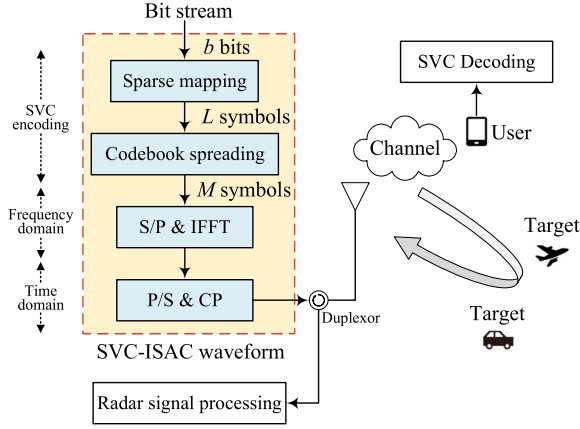 Bit stream
b bits
Sparse mapping
SVC Decoding
SVC
encoding
L symbols
User
Codebook spreading
Channel
M symbols
Frequency
domain
S/P & IFFT
Target
Time
domain
P/S & CP
Duplexor
Target
SVC-ISAC waveform
Radar signal processing